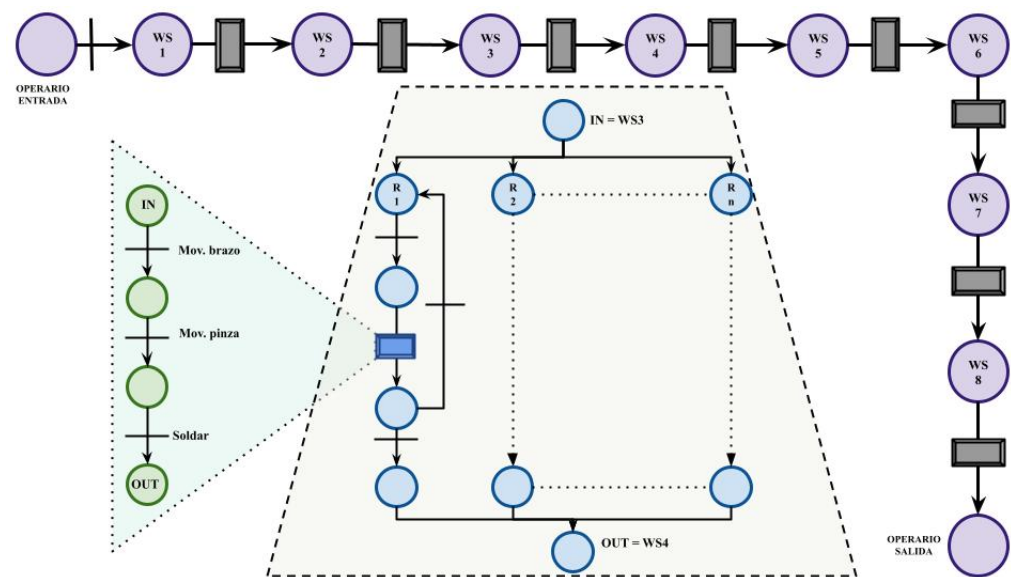 WS
1
WS
2
WS
3
WS
4
WS
5
WS
6
OPERARIO
ENTRADA
IN = WS3
R
1
R
2
R
n
IN
Mov. brazo
Mov. pinza
Soldar
OUT
WS
7
WS
8
OUT = WS4
OPERARIO
SALIDA